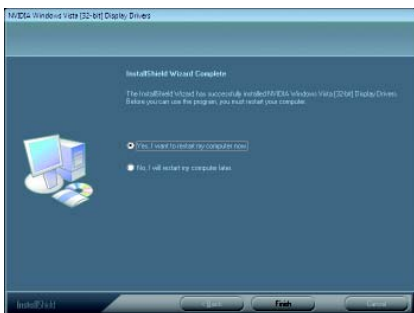 NVIDIA Windows Vista (32-bit) Display Drivers
InstallShield Wizard Complete
The InstallShield Wizard has successfully installed NVIDIA Windows Vista (32-bit) Display Drivers.
Before you can use the program, you must restart your computer.
Yes, I want to restart my computer now.
No, I will restart my computer later.
InstallShield
< Back
Finish
Cancel